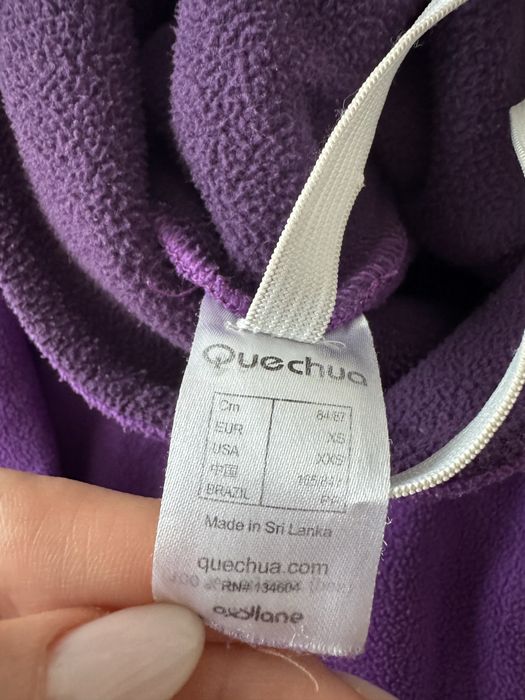 Quechua
Cm 84/87
EUR XS
USA XXS
中国
BRAZIL
Made in Sri Lanka
quechua.com
RN# 134604
oxylane